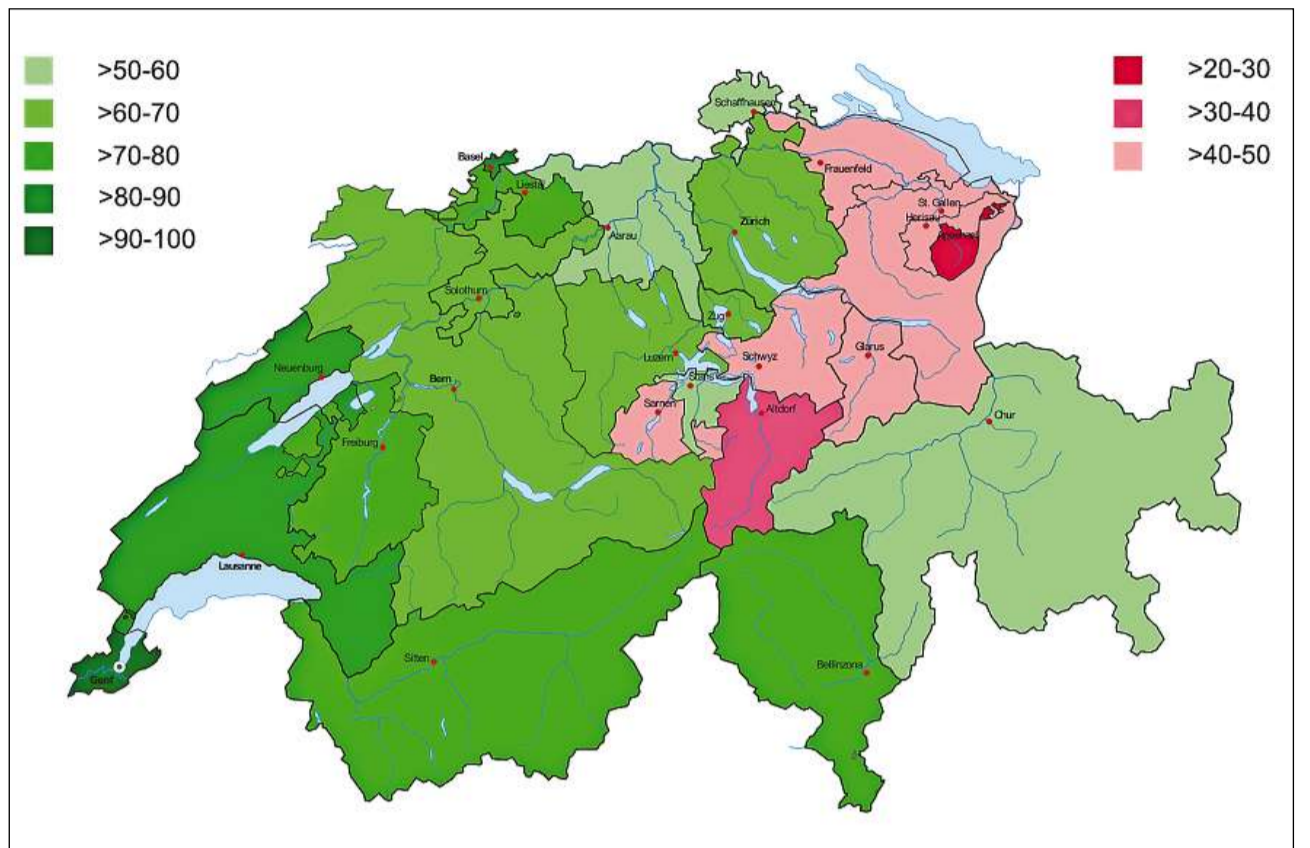 >50-60
>60-70
>70-80
>80-90
>90-100
>20-30
>30-40
>40-50
Schaffhausen
Basel
Liestal
Frauenfeld
St. Gallen
Herisau
Aarau
Zürich
Solothurn
Zug
Luzern
Schwyz
Glarus
Neuenburg
Bern
Stans
Sarnen
Altdorf
Chur
Freiburg
Lausanne
Sitten
Bellinzona
Genf